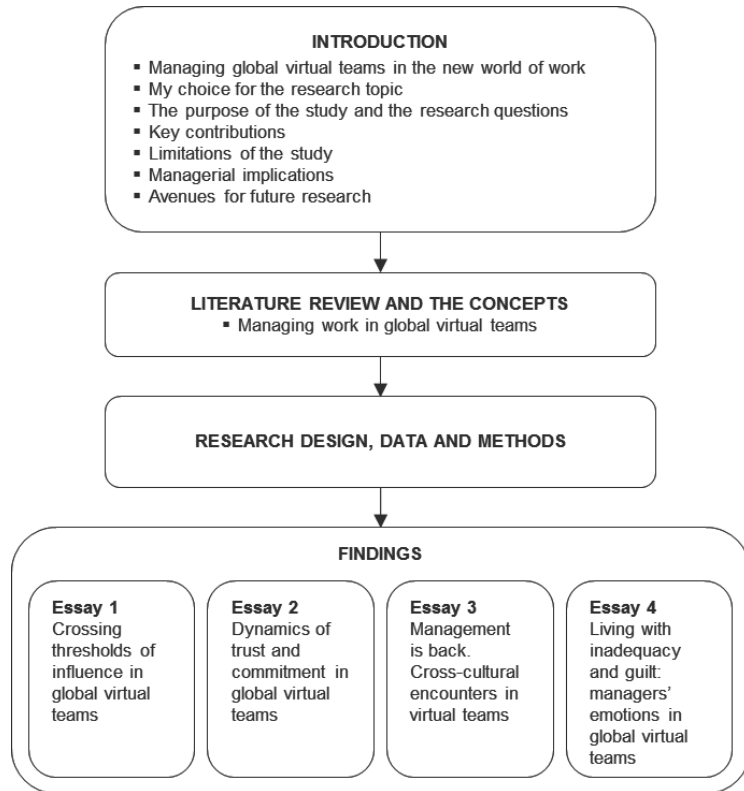 INTRODUCTION
▪ Managing global virtual teams in the new world of work
▪ My choice for the research topic
▪ The purpose of the study and the research questions
▪ Key contributions
▪ Limitations of the study
▪ Managerial implications
▪ Avenues for future research
LITERATURE REVIEW AND THE CONCEPTS
▪ Managing work in global virtual teams
RESEARCH DESIGN, DATA AND METHODS
FINDINGS
Essay 1
Crossing
thresholds of
influence in
global virtual
teams
Essay 2
Dynamics of
trust and
commitment in
global virtual
teams
Essay 3
Management
is back.
Cross-cultural
encounters in
virtual teams
Essay 4
Living with
inadequacy
and guilt:
managers’
emotions in
global virtual
teams